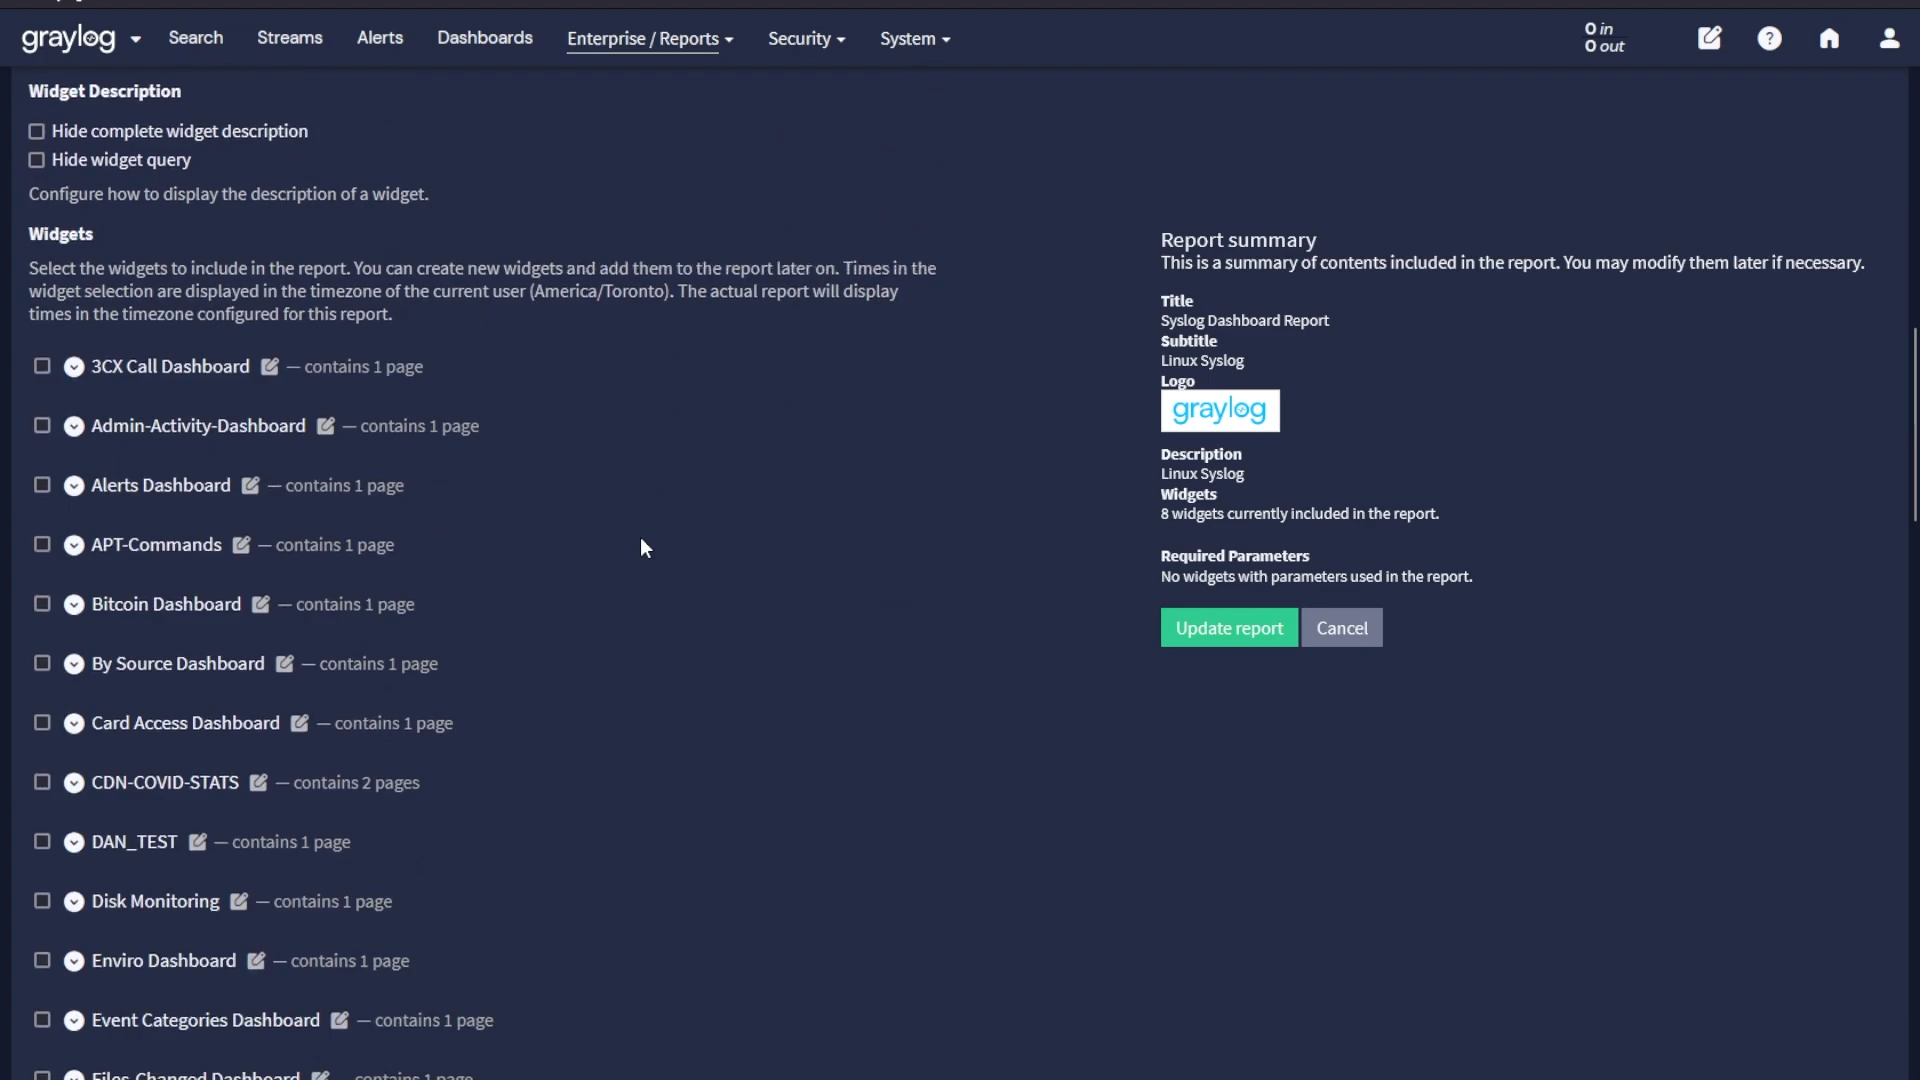 graylog Search Streams Alerts Dashboards Enterprise / Reports Security System 0 in
0 out
Widget Description
Hide complete widget description
Hide widget query
Configure how to display the description of a widget.
Widgets
Select the widgets to include in the report. You can create new widgets and add them to the report later on. Times in the
widget selection are displayed in the timezone of the current user (America/Toronto). The actual report will display
times in the timezone configured for this report.
3CX Call Dashboard — contains 1 page
Admin-Activity-Dashboard — contains 1 page
Alerts Dashboard — contains 1 page
APT-Commands — contains 1 page
Bitcoin Dashboard — contains 1 page
By Source Dashboard — contains 1 page
Card Access Dashboard — contains 1 page
CDN-COVID-STATS — contains 2 pages
DAN_TEST — contains 1 page
Disk Monitoring — contains 1 page
Enviro Dashboard — contains 1 page
Event Categories Dashboard — contains 1 page
Files-Changed Dashboard — contains 1 page
Report summary
This is a summary of contents included in the report. You may modify them later if necessary.
Title
Syslog Dashboard Report
Subtitle
Linux Syslog
Logo
graylog
Description
Linux Syslog
Widgets
8 widgets currently included in the report.
Required Parameters
No widgets with parameters used in the report.
Update report Cancel